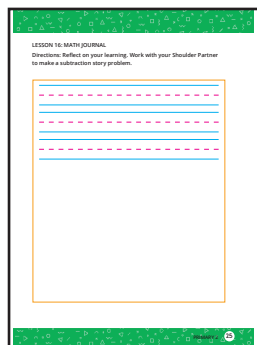 LESSON 16: MATH JOURNAL
Directions: Reflect on your learning. Work with your Shoulder Partner
to make a subtraction story problem.
25